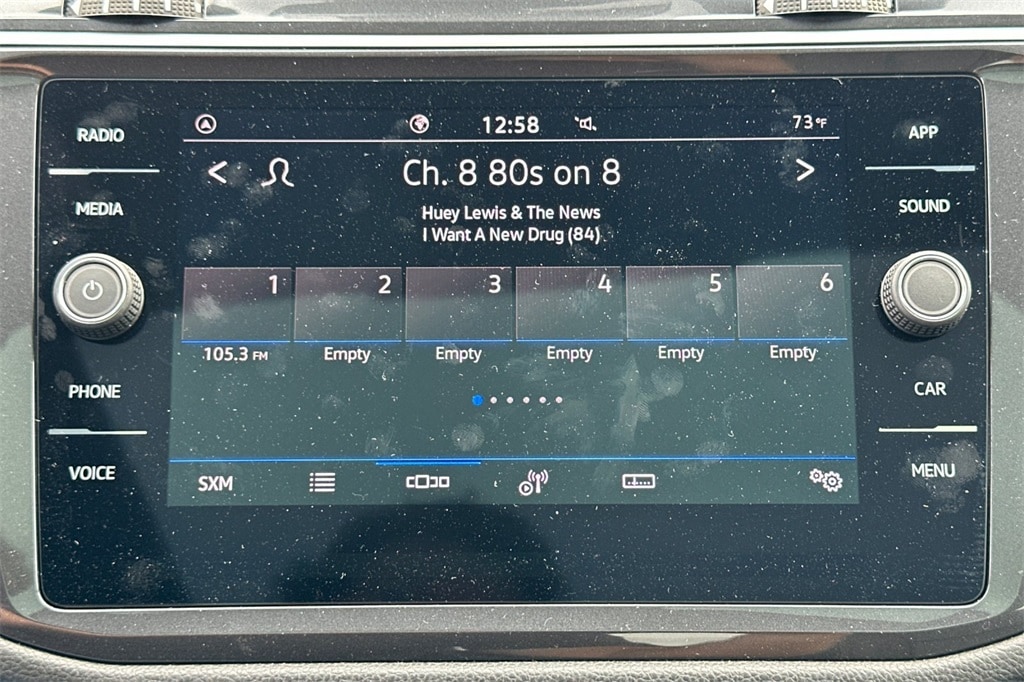 RADIO
MEDIA
PHONE
VOICE
12:58
73°F
< Ch. 8 80s on 8 >
Huey Lewis & The News
I Want A New Drug (84)
1 2 3 4 5 6
105.3 FM Empty Empty Empty Empty Empty
SXM
APP
SOUND
CAR
MENU